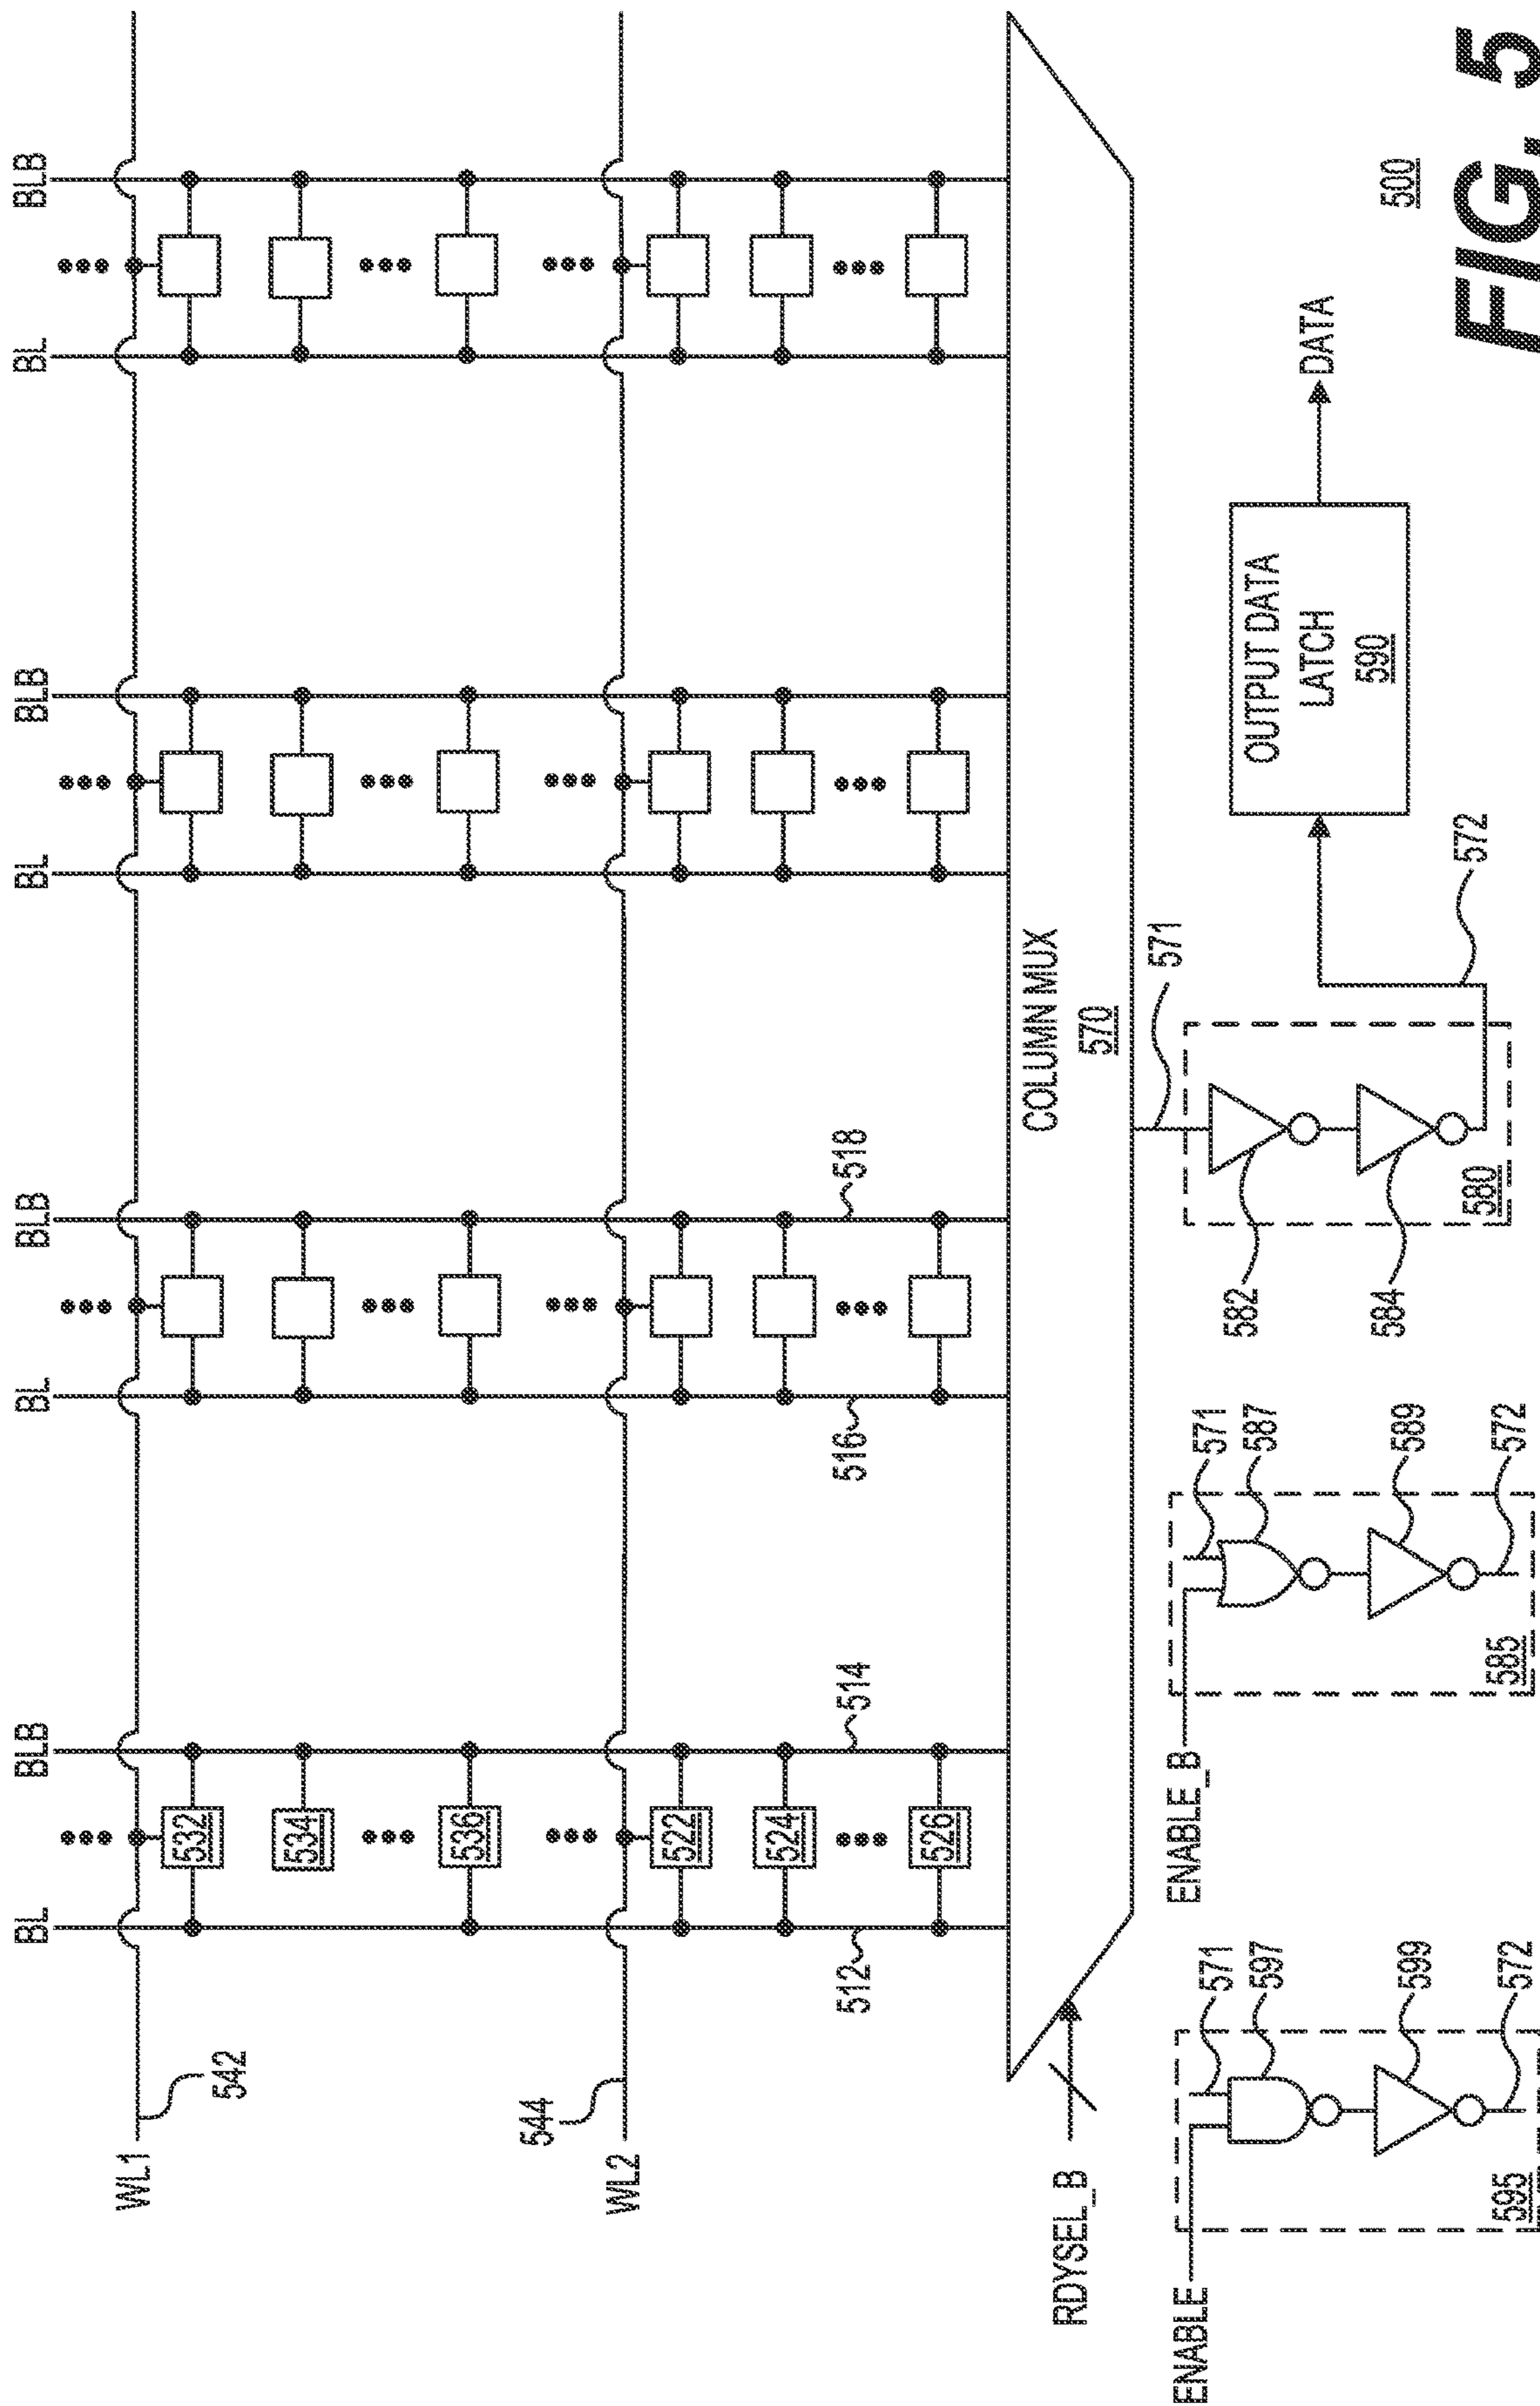 BL
BLB
BL
BLB
BL
BLB
BL
BLB
WL1
542
532
534
536
544
WL2
522
524
526
512
514
516
518
RDYSEL_B
COLUMN MUX
570
571
ENABLE
571
597
599
572
595
ENABLE_B
571
587
589
572
585
582
584
580
572
OUTPUT DATA
LATCH
590
DATA
500
FIG. 5